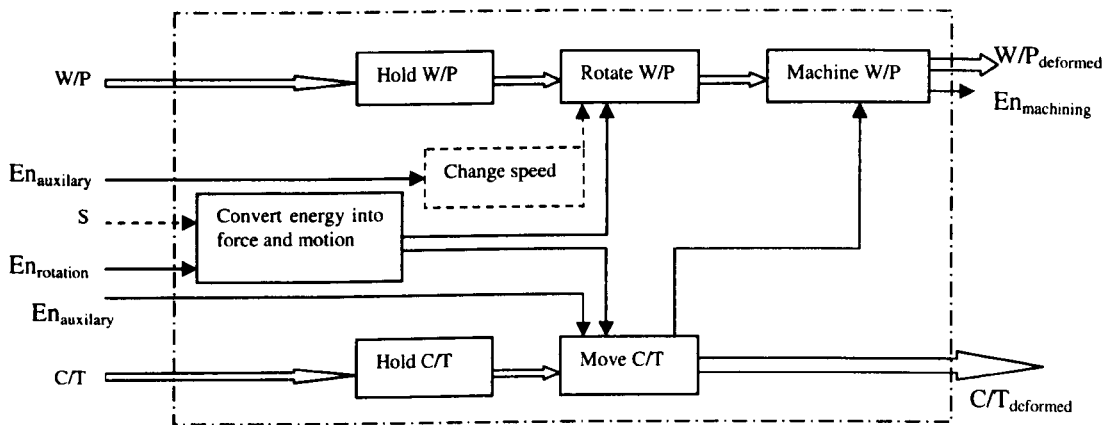 W/P
Hold W/P
Rotate W/P
Machine W/P
W/Pdeformed
Enmachining
Enauxilary
Change speed
S
Convert energy into
force and motion
Enrotation
Enauxilary
C/T
Hold C/T
Move C/T
C/Tdeformed